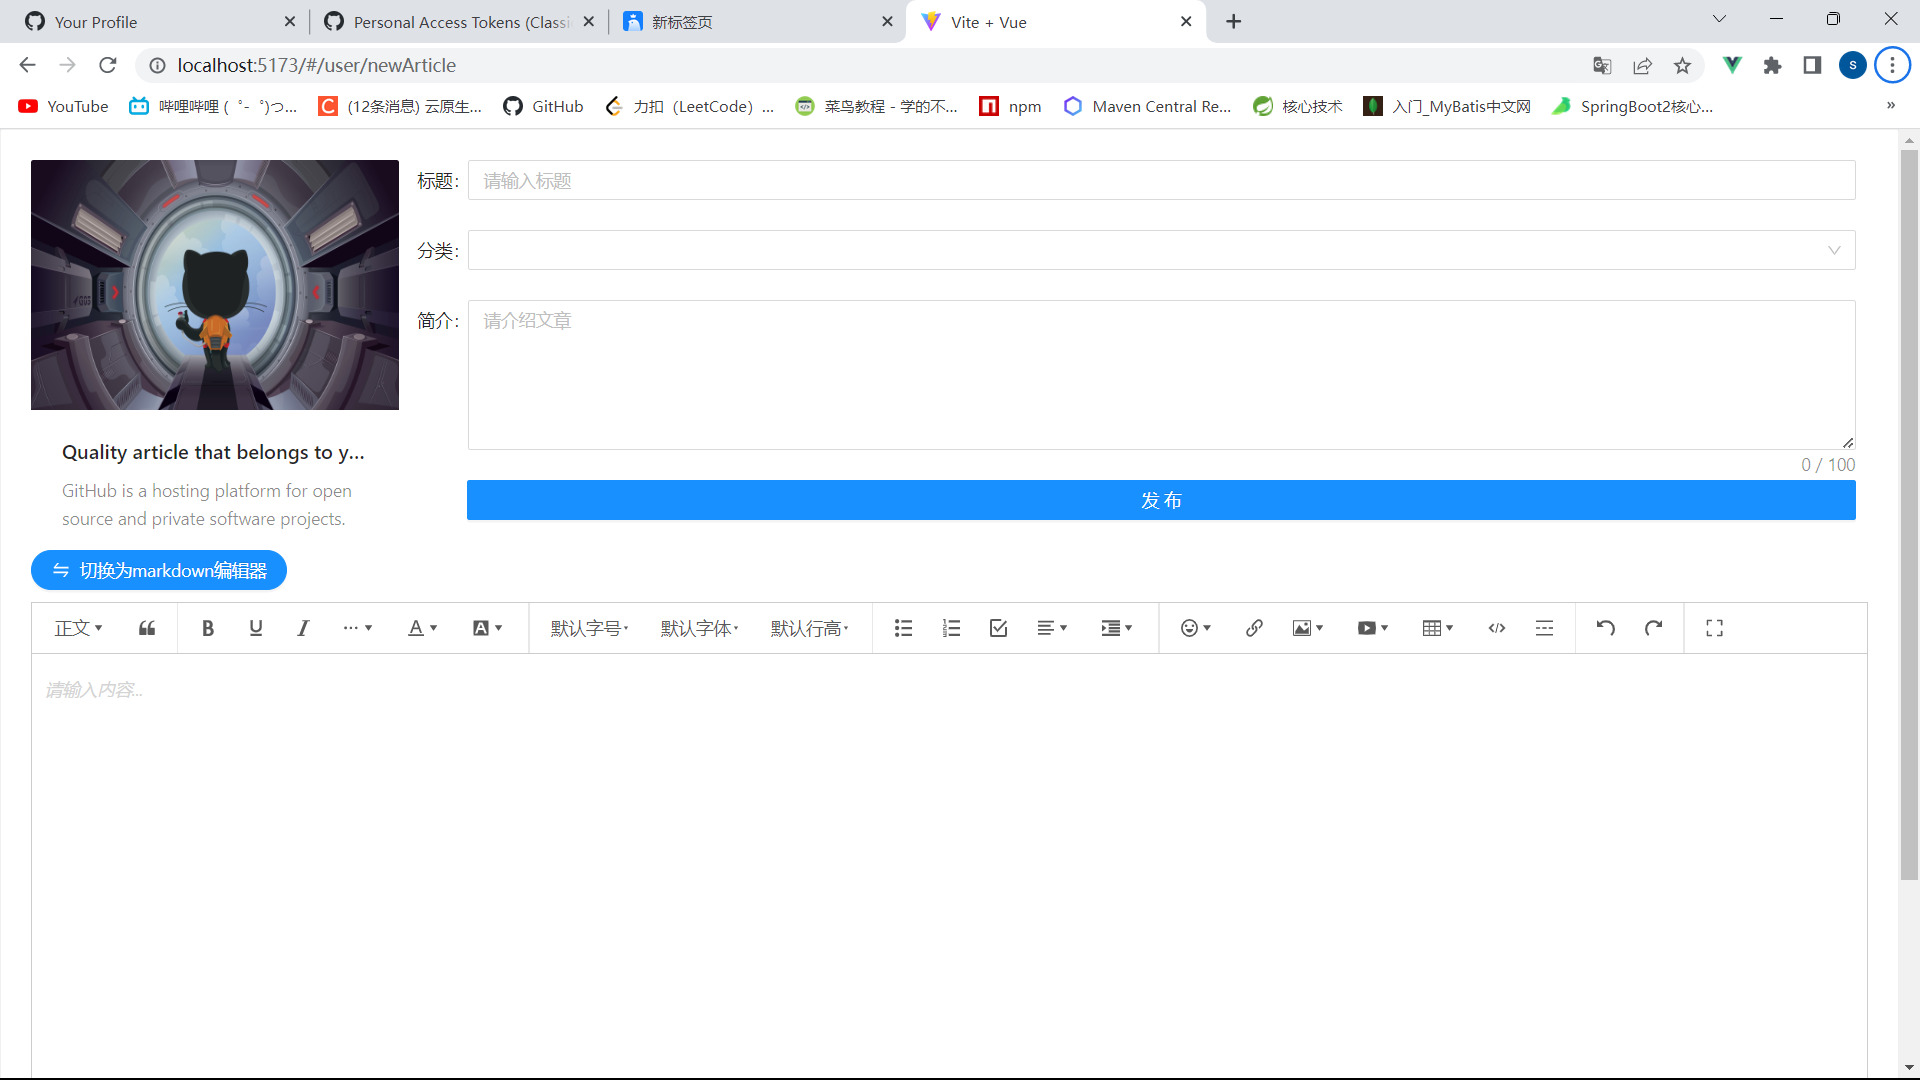 Your Profile
Personal Access Tokens (Classi
新标签页
Vite + Vue
localhost:5173/#/user/newArticle
S
YouTube
哔哩哔哩 (゜-゜)つ...
(12条消息) 云原生...
GitHub
力扣（LeetCode）...
菜鸟教程 - 学的不...
npm
Maven Central Re...
核心技术
入门_MyBatis中文网
SpringBoot2核心...
»
标题:
请输入标题
分类:
简介:
请介绍文章
0 / 100
发 布
Quality article that belongs to y...
GitHub is a hosting platform for open
source and private software projects.
切换为markdown编辑器
正文
B
U
I
A
A
默认字号
默认字体
默认行高
请输入内容...